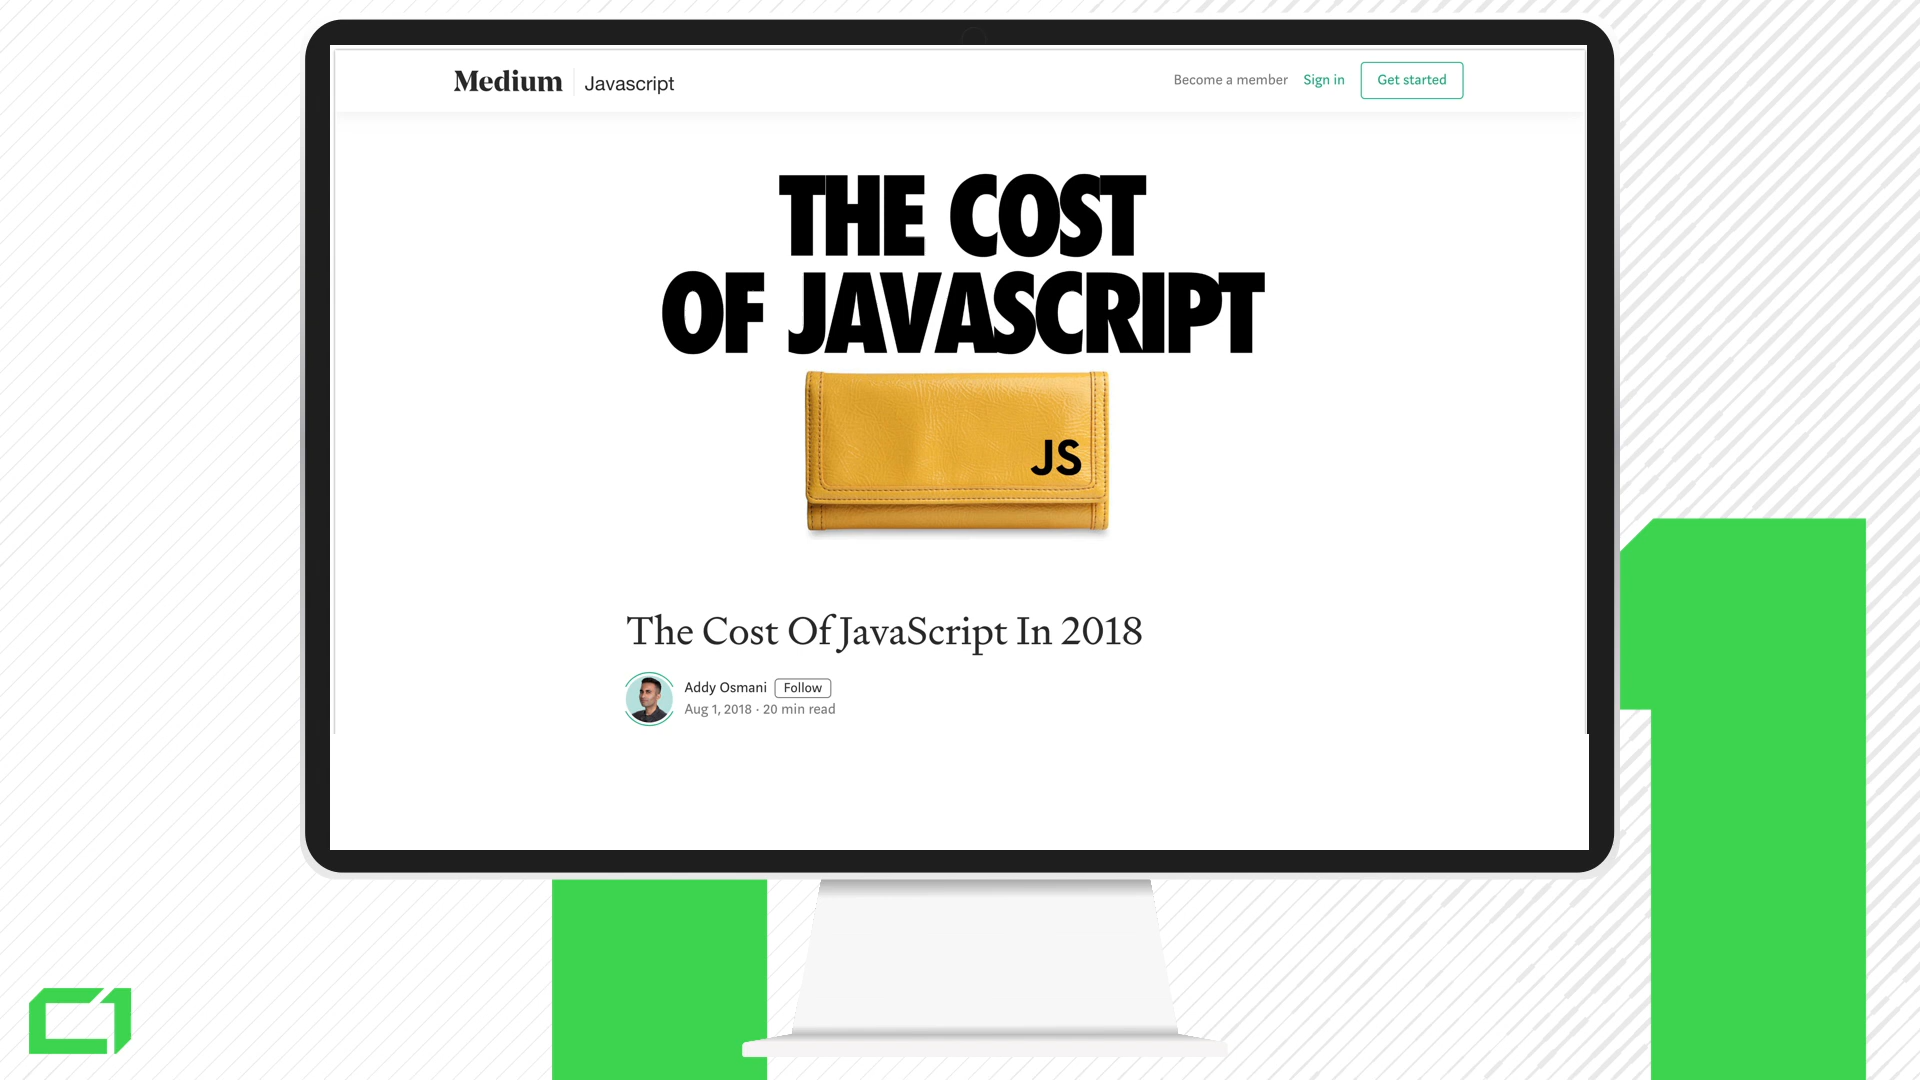 Medium Javascript
Become a member Sign in Get started
THE COST
OF JAVASCRIPT
JS
The Cost Of JavaScript In 2018
Addy Osmani Follow
Aug 1, 2018 · 20 min read